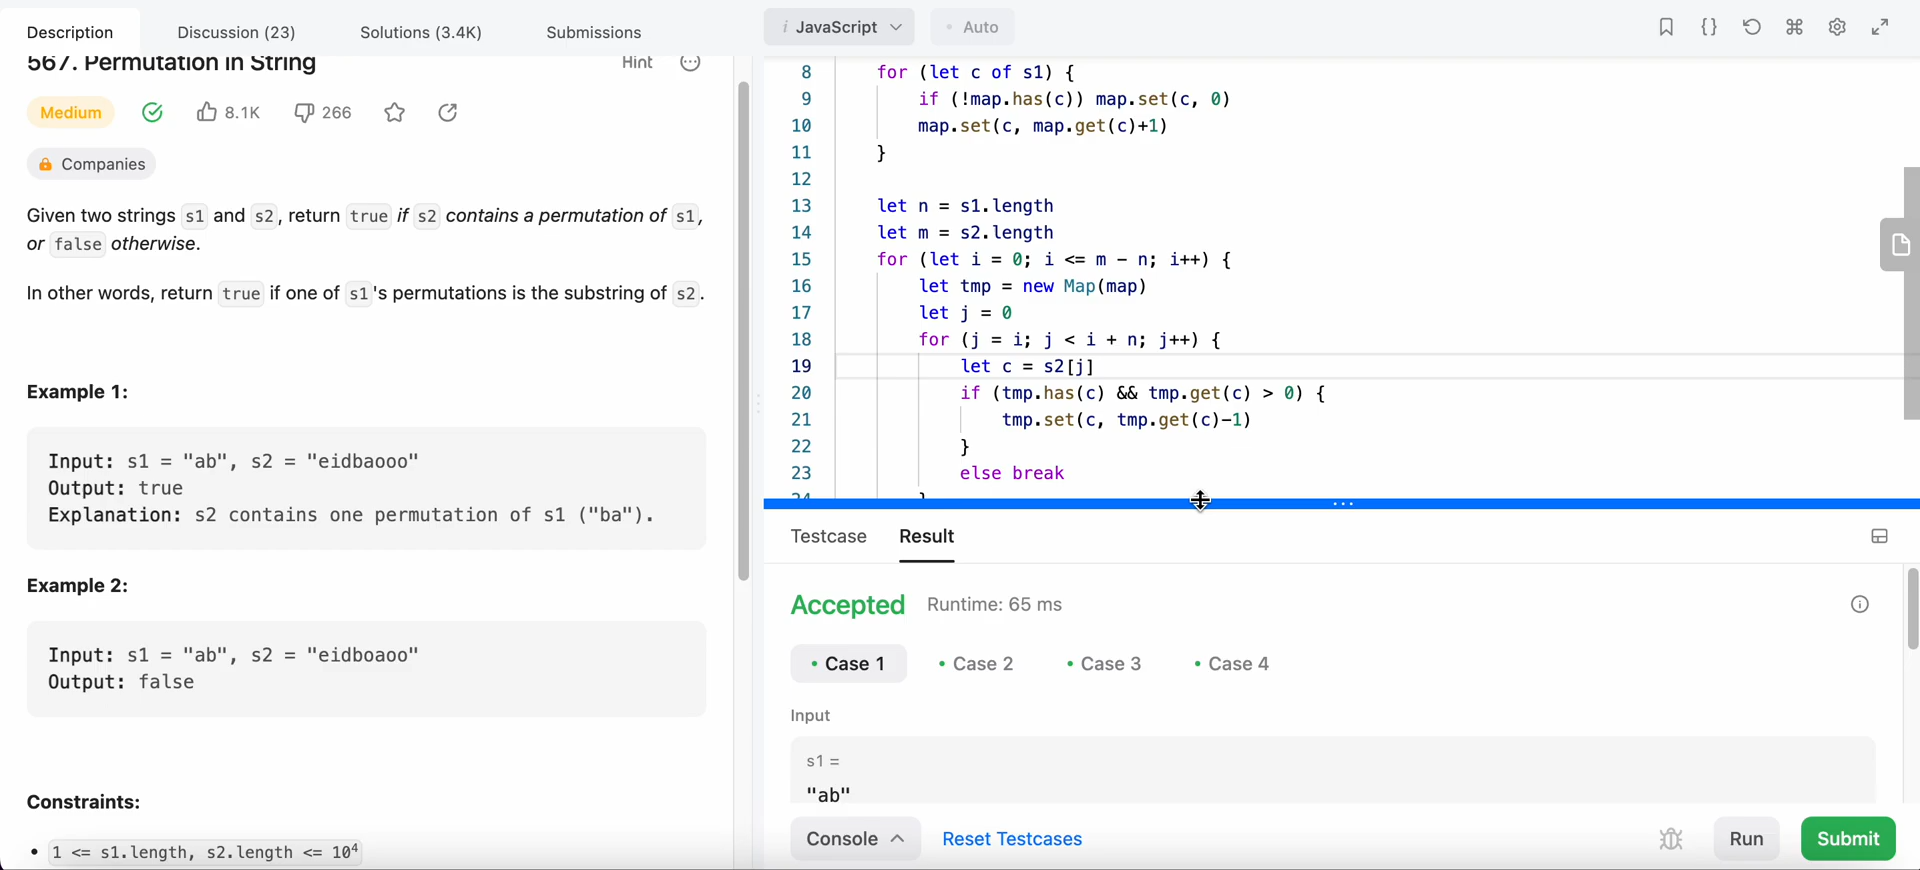 Description Discussion (23) Solutions (3.4K) Submissions
567. Permutation in String Hint
Medium 8.1K 266
Companies
Given two strings s1 and s2, return true if s2 contains a permutation of s1,
or false otherwise.
In other words, return true if one of s1's permutations is the substring of s2.
Example 1:
Input: s1 = "ab", s2 = "eidbaooo"
Output: true
Explanation: s2 contains one permutation of s1 ("ba").
Example 2:
Input: s1 = "ab", s2 = "eidboaoo"
Output: false
Constraints:
• 1 <= s1.length, s2.length <= 10⁴
i JavaScript • Auto
8 for (let c of s1) {
9 if (!map.has(c)) map.set(c, 0)
10 map.set(c, map.get(c)+1)
11 }
12
13 let n = s1.length
14 let m = s2.length
15 for (let i = 0; i <= m - n; i++) {
16 let tmp = new Map(map)
17 let j = 0
18 for (j = i; j < i + n; j++) {
19 let c = s2[j]
20 if (tmp.has(c) && tmp.get(c) > 0) {
21 tmp.set(c, tmp.get(c)-1)
22 }
23 else break
24 }
Testcase Result
Accepted Runtime: 65 ms
• Case 1 • Case 2 • Case 3 • Case 4
Input
s1 =
"ab"
Console Reset Testcases Run Submit